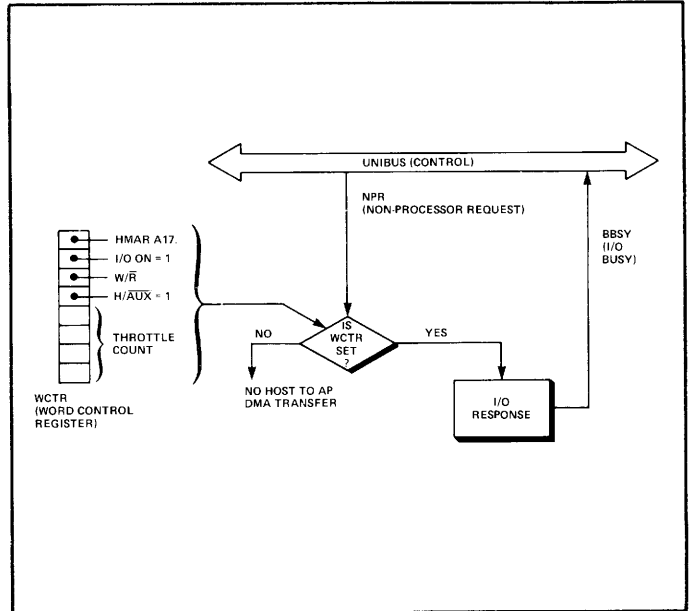 UNIBUS (CONTROL)
NPR
(NON-PROCESSOR REQUEST)
BBSY
(I/O
BUSY)
HMAR A17.
I/O ON = 1
W/R̅
H/A̅U̅X̅ = 1
THROTTLE
COUNT
WCTR
(WORD CONTROL
REGISTER)
IS
WCTR
SET
?
NO
YES
NO HOST TO AP
DMA TRANSFER
I/O
RESPONSE